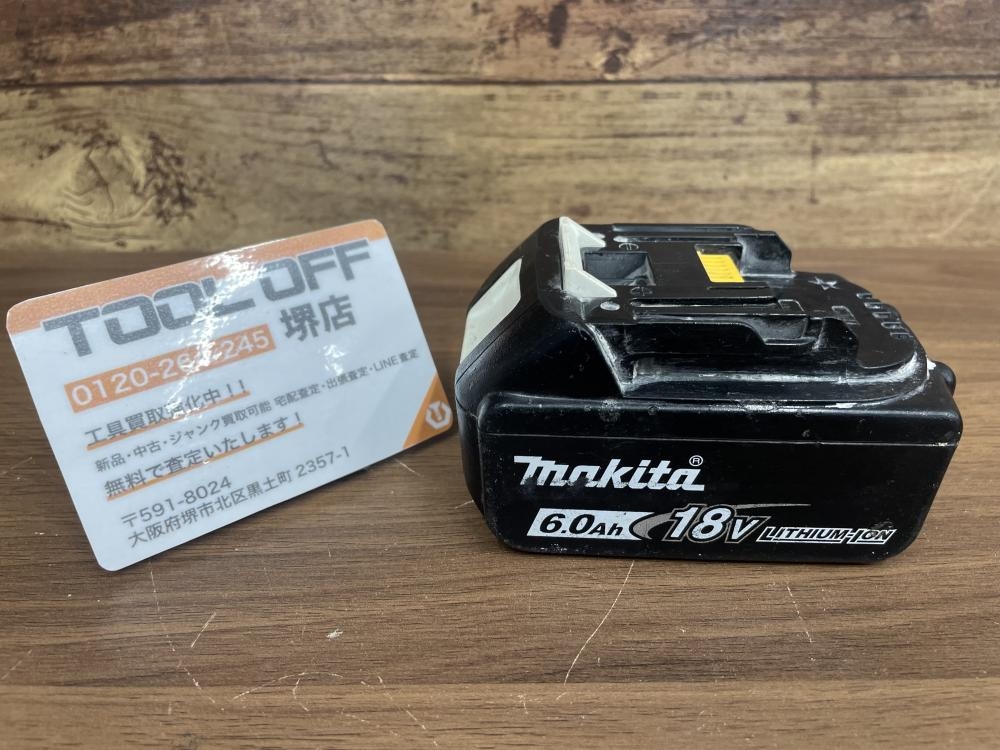 TOOL OFF
堺店
0120-26
245
工具買取強化中！！
新品・中古・ジャンク買取可能 宅配査定・出張査定・LINE査定
無料で査定いたします！
〒591-8024
大阪府堺市北区黒土町 2357-1
makita®
6.0Ah 18V LITHIUM-ION